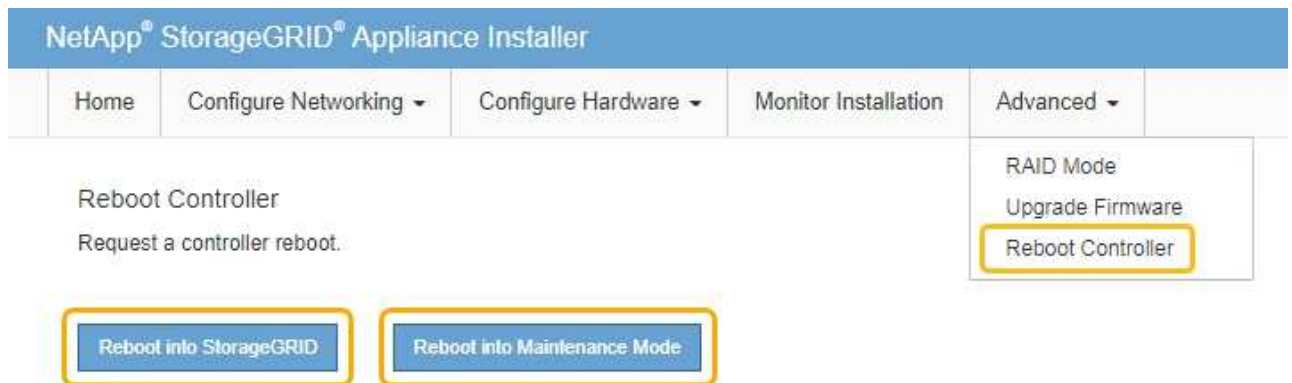 NetApp® StorageGRID® Appliance Installer
Home Configure Networking Configure Hardware Monitor Installation Advanced
RAID Mode
Upgrade Firmware
Reboot Controller
Reboot Controller
Request a controller reboot.
Reboot into StorageGRID Reboot into Maintenance Mode